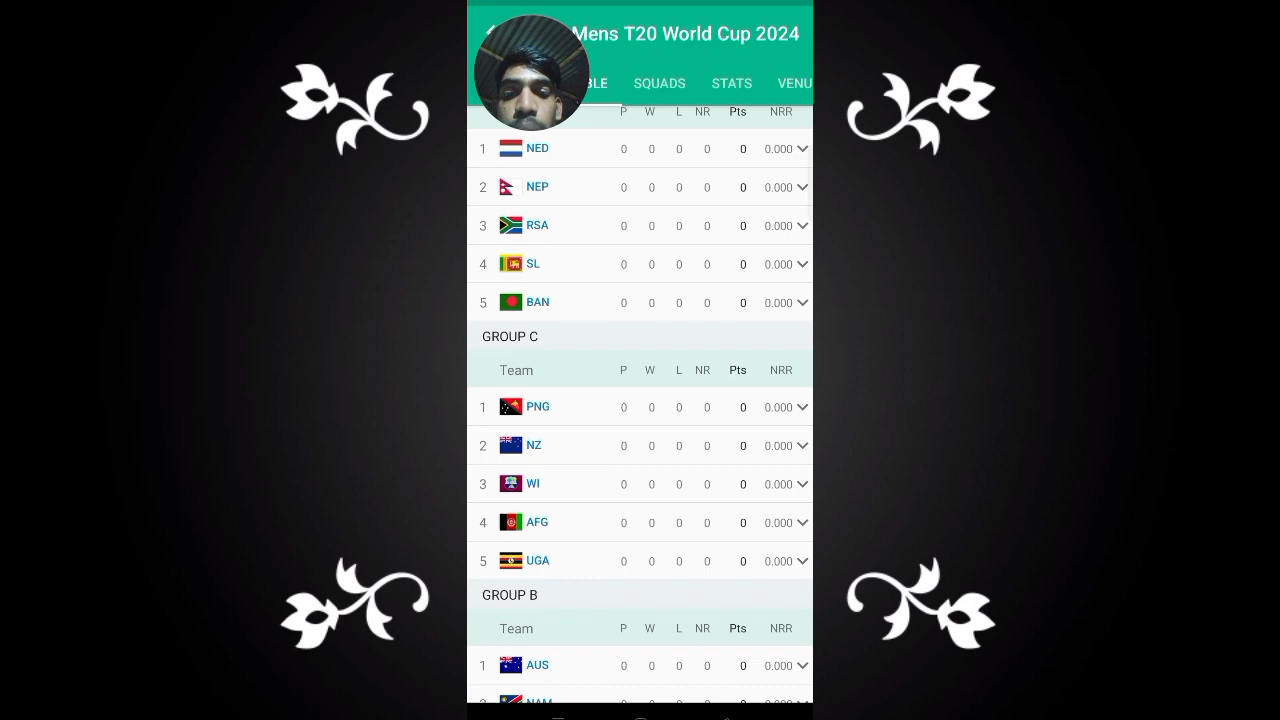 Mens T20 World Cup 2024
BLE SQUADS STATS VENU
P W L NR Pts NRR
1 NED 0 0 0 0 0 0.000
2 NEP 0 0 0 0 0 0.000
3 RSA 0 0 0 0 0 0.000
4 SL 0 0 0 0 0 0.000
5 BAN 0 0 0 0 0 0.000
GROUP C
Team P W L NR Pts NRR
1 PNG 0 0 0 0 0 0.000
2 NZ 0 0 0 0 0 0.000
3 WI 0 0 0 0 0 0.000
4 AFG 0 0 0 0 0 0.000
5 UGA 0 0 0 0 0 0.000
GROUP B
Team P W L NR Pts NRR
1 AUS 0 0 0 0 0 0.000